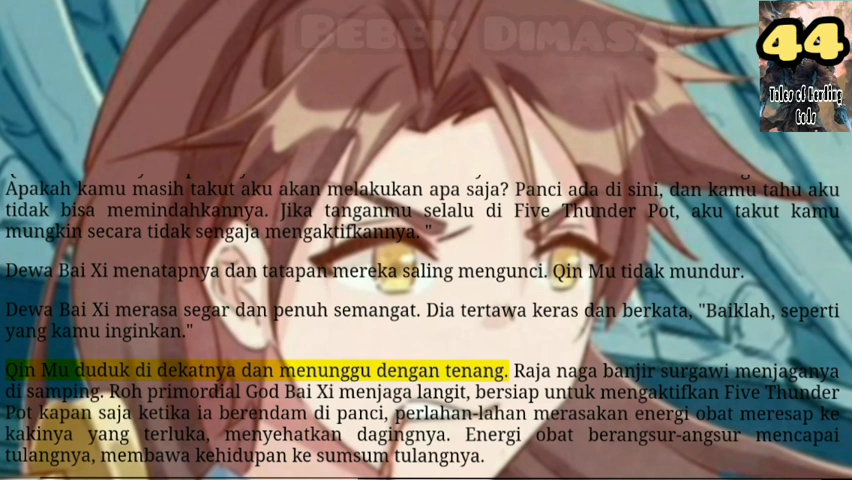 BEBEK DIMASAK
44
Tales of Herding
Gods
Apakah kamu masih takut aku akan melakukan apa saja? Panci ada di sini, dan kamu tahu aku
tidak bisa memindahkannya. Jika tanganmu selalu di Five Thunder Pot, aku takut kamu
mungkin secara tidak sengaja mengaktifkannya. "
Dewa Bai Xi menatapnya dan tatapan mereka saling mengunci. Qin Mu tidak mundur.
Dewa Bai Xi merasa segar dan penuh semangat. Dia tertawa keras dan berkata, "Baiklah, seperti
yang kamu inginkan."
Qin Mu duduk di dekatnya dan menunggu dengan tenang. Raja naga banjir surgawi menjaganya
di samping. Roh primordial God Bai Xi menjaga langit, bersiap untuk mengaktifkan Five Thunder
Pot kapan saja ketika ia berendam di panci, perlahan-lahan merasakan energi obat meresap ke
kakinya yang terluka, menyehatkan dagingnya. Energi obat berangsur-angsur mencapai
tulangnya, membawa kehidupan ke sumsum tulangnya.